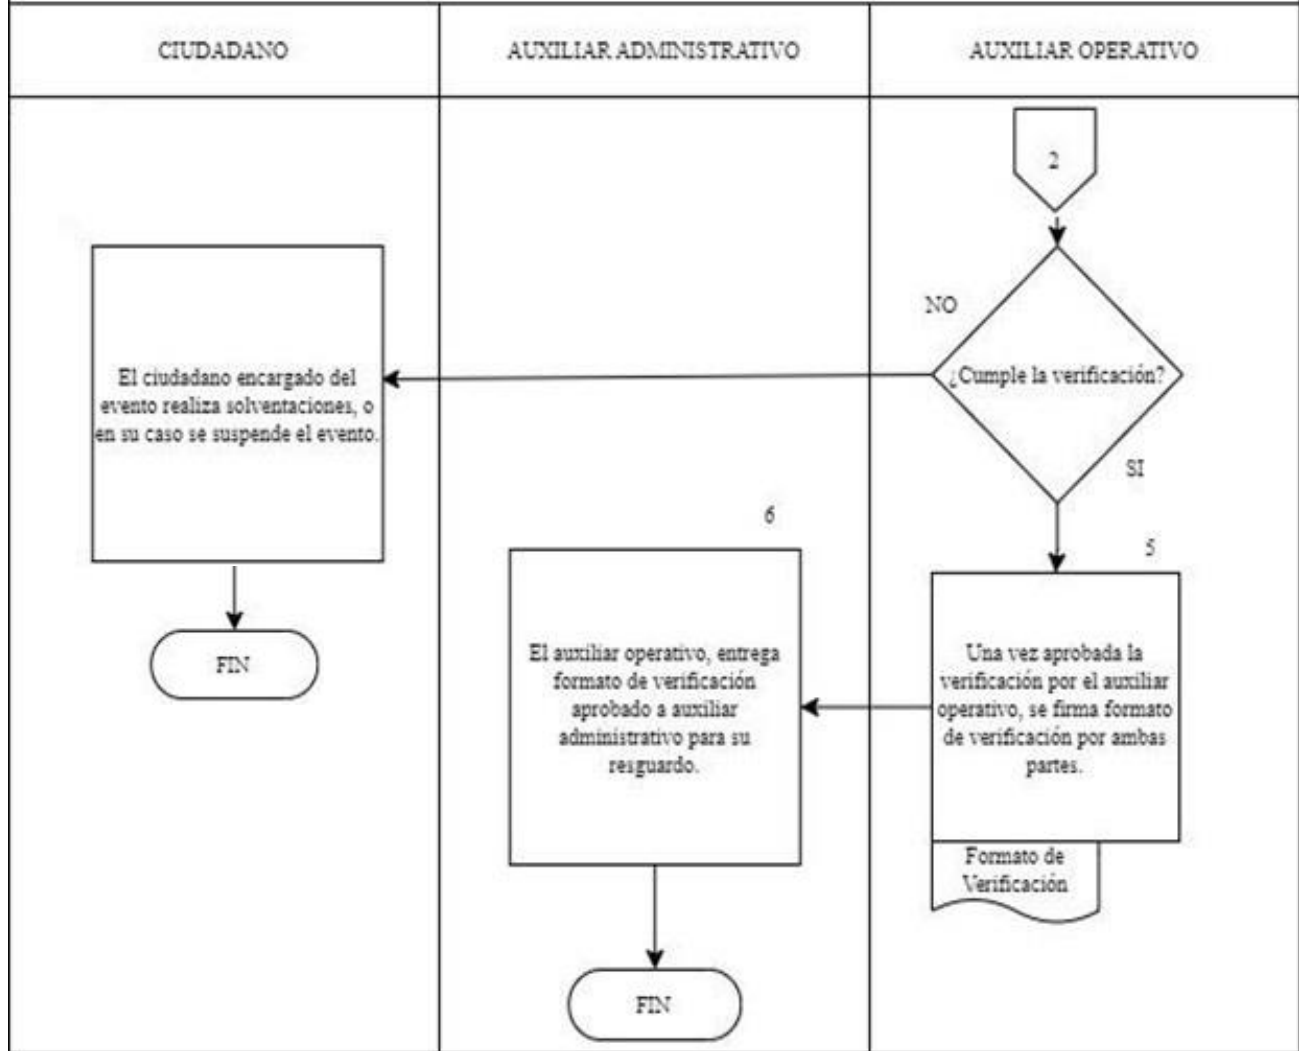 CIUDADANO
AUXILIAR ADMINISTRATIVO
AUXILIAR OPERATIVO
2
NO
¿Cumple la verificación?
SI
El ciudadano encargado del
evento realiza solventaciones, o
en su caso se suspende el evento.
FIN
5
Una vez aprobada la
verificación por el auxiliar
operativo, se firma formato
de verificación por ambas
partes.
Formato de
Verificación
6
El auxiliar operativo, entrega
formato de verificación
aprobado a auxiliar
administrativo para su
resguardo.
FIN